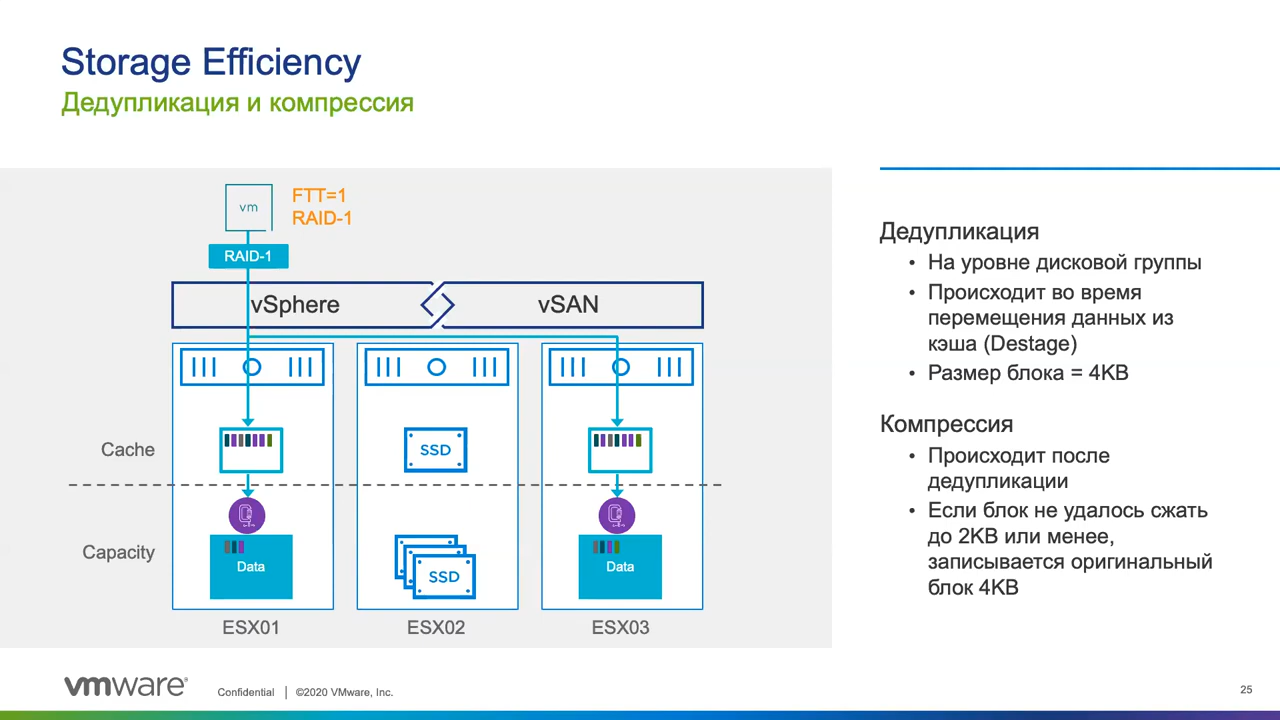 Storage Efficiency
Дедупликация и компрессия
vm
FTT=1
RAID-1
RAID-1
vSphere
vSAN
Cache
SSD
Capacity
Data
SSD
Data
ESX01
ESX02
ESX03
Дедупликация
• На уровне дисковой группы
• Происходит во время
перемещения данных из
кэша (Destage)
• Размер блока = 4KB
Компрессия
• Происходит после
дедупликации
• Если блок не удалось сжать
до 2KB или менее,
записывается оригинальный
блок 4KB
vmware®
Confidential | ©2020 VMware, Inc.
25